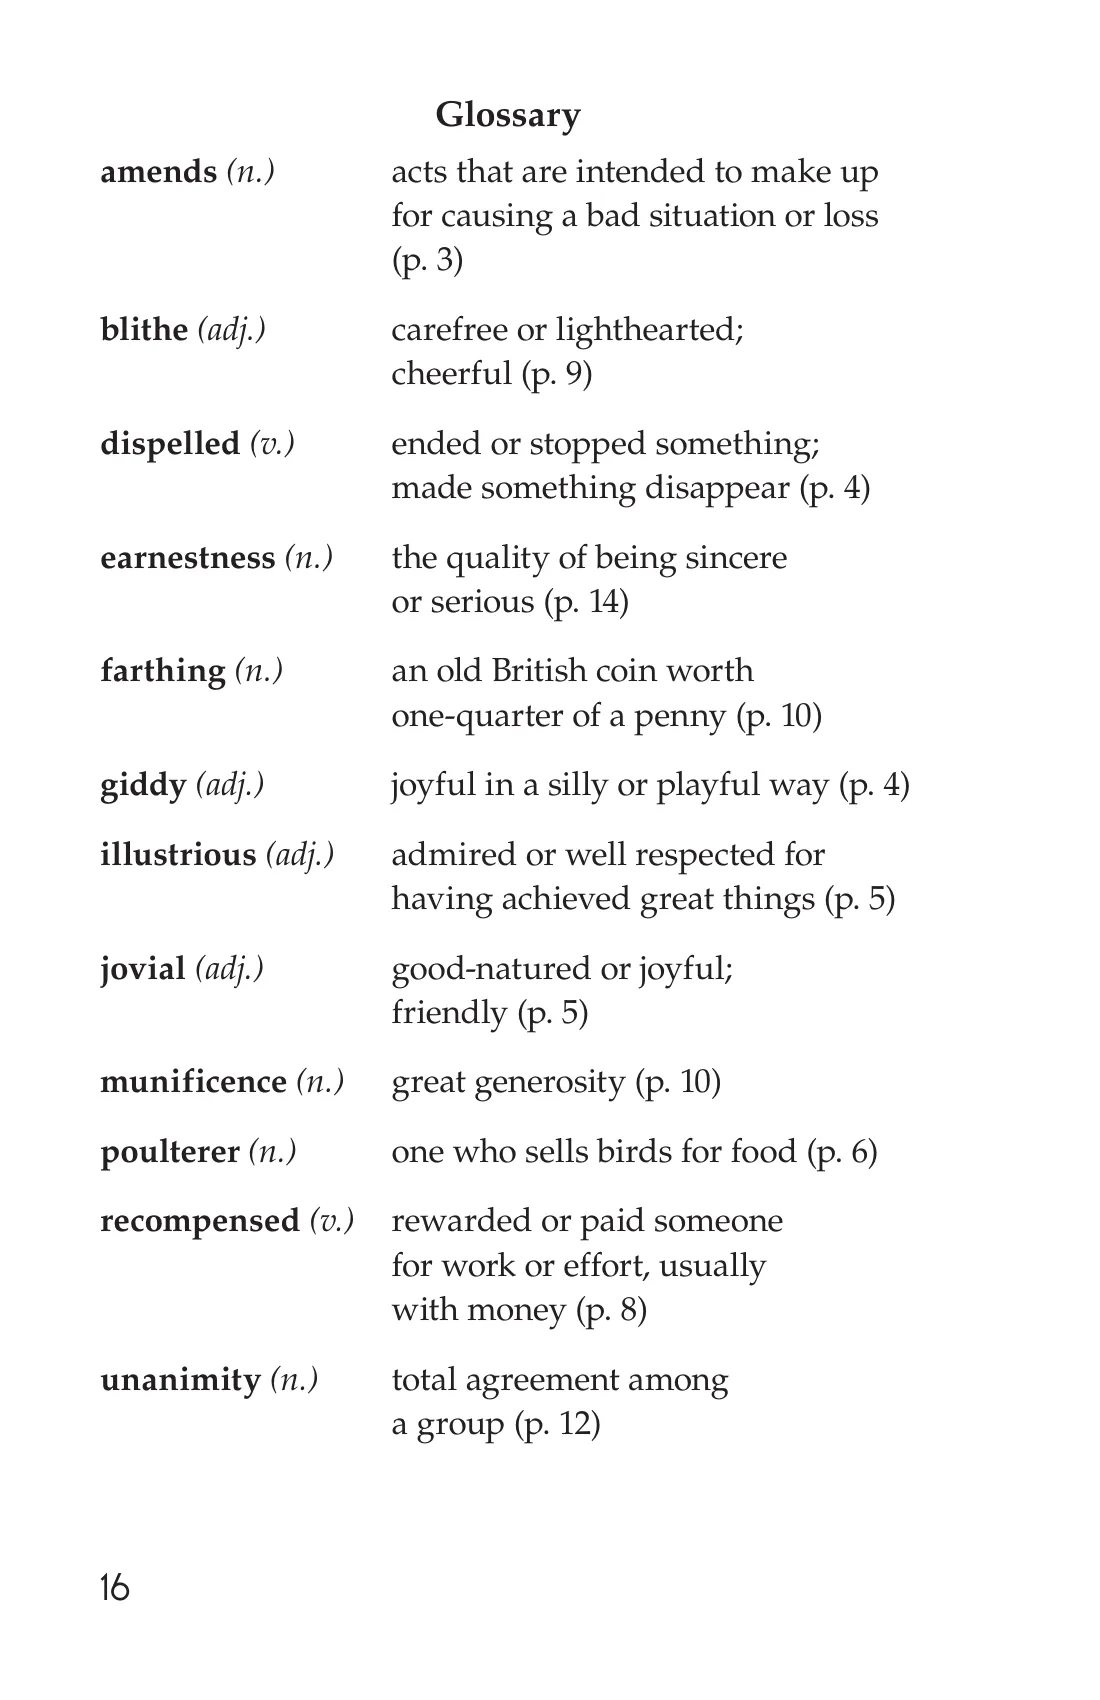 Glossary
amends (n.) acts that are intended to make up
for causing a bad situation or loss
(p. 3)
blithe (adj.) carefree or lighthearted;
cheerful (p. 9)
dispelled (v.) ended or stopped something;
made something disappear (p. 4)
earnestness (n.) the quality of being sincere
or serious (p. 14)
farthing (n.) an old British coin worth
one-quarter of a penny (p. 10)
giddy (adj.) joyful in a silly or playful way (p. 4)
illustrious (adj.) admired or well respected for
having achieved great things (p. 5)
jovial (adj.) good-natured or joyful;
friendly (p. 5)
munificence (n.) great generosity (p. 10)
poulterer (n.) one who sells birds for food (p. 6)
recompensed (v.) rewarded or paid someone
for work or effort, usually
with money (p. 8)
unanimity (n.) total agreement among
a group (p. 12)
16